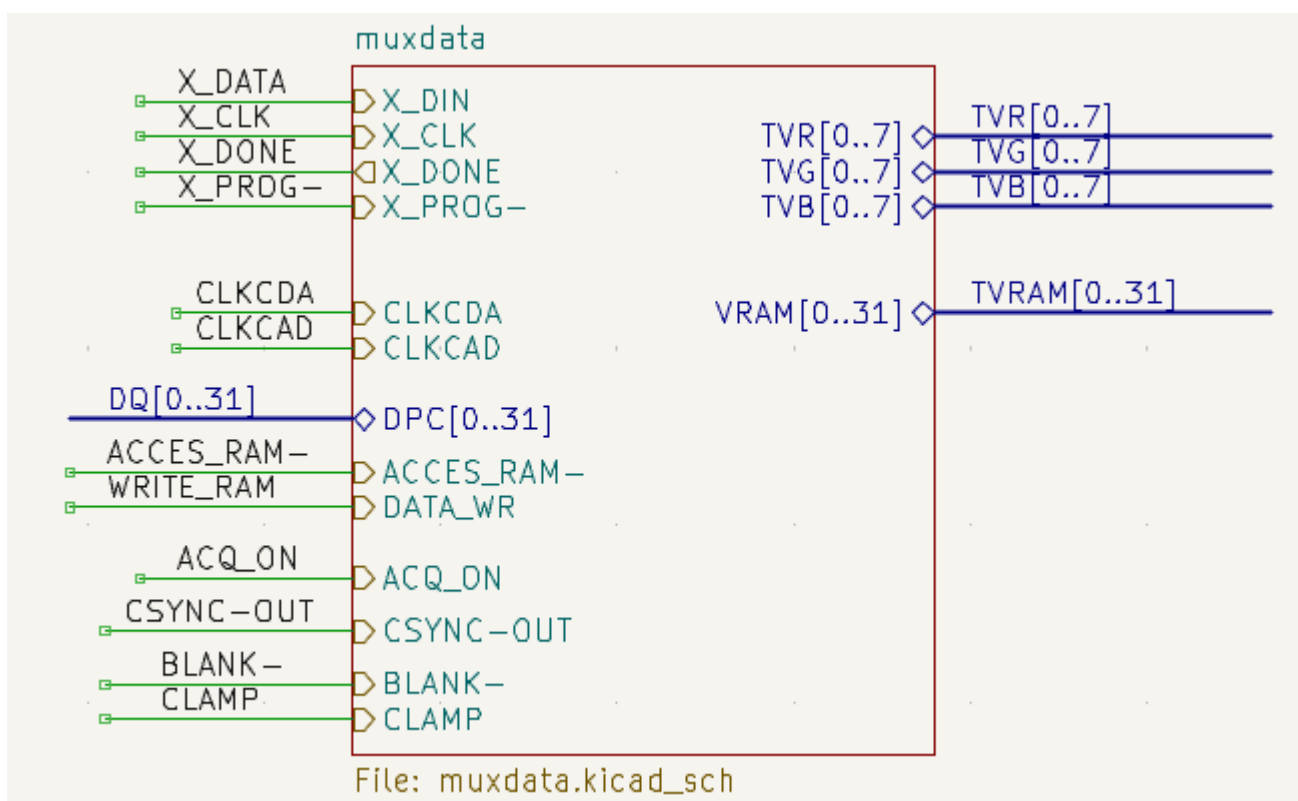 muxdata
X_DATA
X_DIN
X_CLK
X_CLK
X_DONE
X_DONE
X_PROG-
X_PROG-
TVR[0..7]
TVR[0..7]
TVG[0..7]
TVG[0..7]
TVB[0..7]
TVB[0..7]
CLKCDA
CLKCDA
CLKCAD
CLKCAD
VRAM[0..31]
TVRAM[0..31]
DQ[0..31]
DPC[0..31]
ACCES_RAM-
ACCES_RAM-
WRITE_RAM
DATA_WR
ACQ_ON
ACQ_ON
CSYNC-OUT
CSYNC-OUT
BLANK-
BLANK-
CLAMP
CLAMP
File: muxdata.kicad_sch